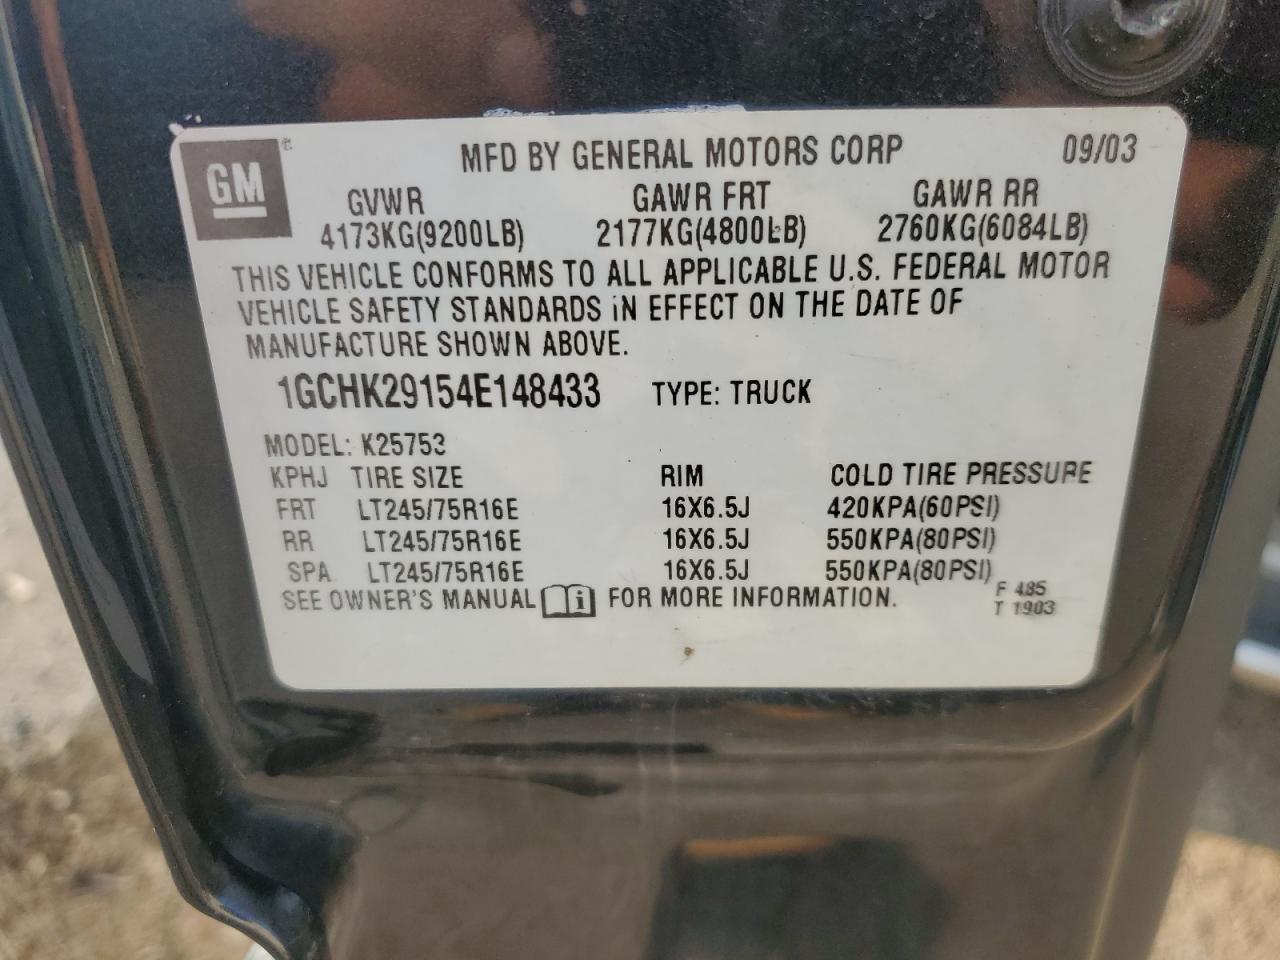 GM
MFD BY GENERAL MOTORS CORP 09/03
GVWR GAWR FRT GAWR RR
4173KG(9200LB) 2177KG(4800LB) 2760KG(6084LB)
THIS VEHICLE CONFORMS TO ALL APPLICABLE U.S. FEDERAL MOTOR
VEHICLE SAFETY STANDARDS IN EFFECT ON THE DATE OF
MANUFACTURE SHOWN ABOVE.
1GCHK29154E148433 TYPE: TRUCK
MODEL: K25753
KPHJ TIRE SIZE RIM COLD TIRE PRESSURE
FRT LT245/75R16E 16X6.5J 420KPA(60PSI)
RR LT245/75R16E 16X6.5J 550KPA(80PSI)
SPA LT245/75R16E 16X6.5J 550KPA(80PSI)
SEE OWNER'S MANUAL i FOR MORE INFORMATION.
F 485
T 1903